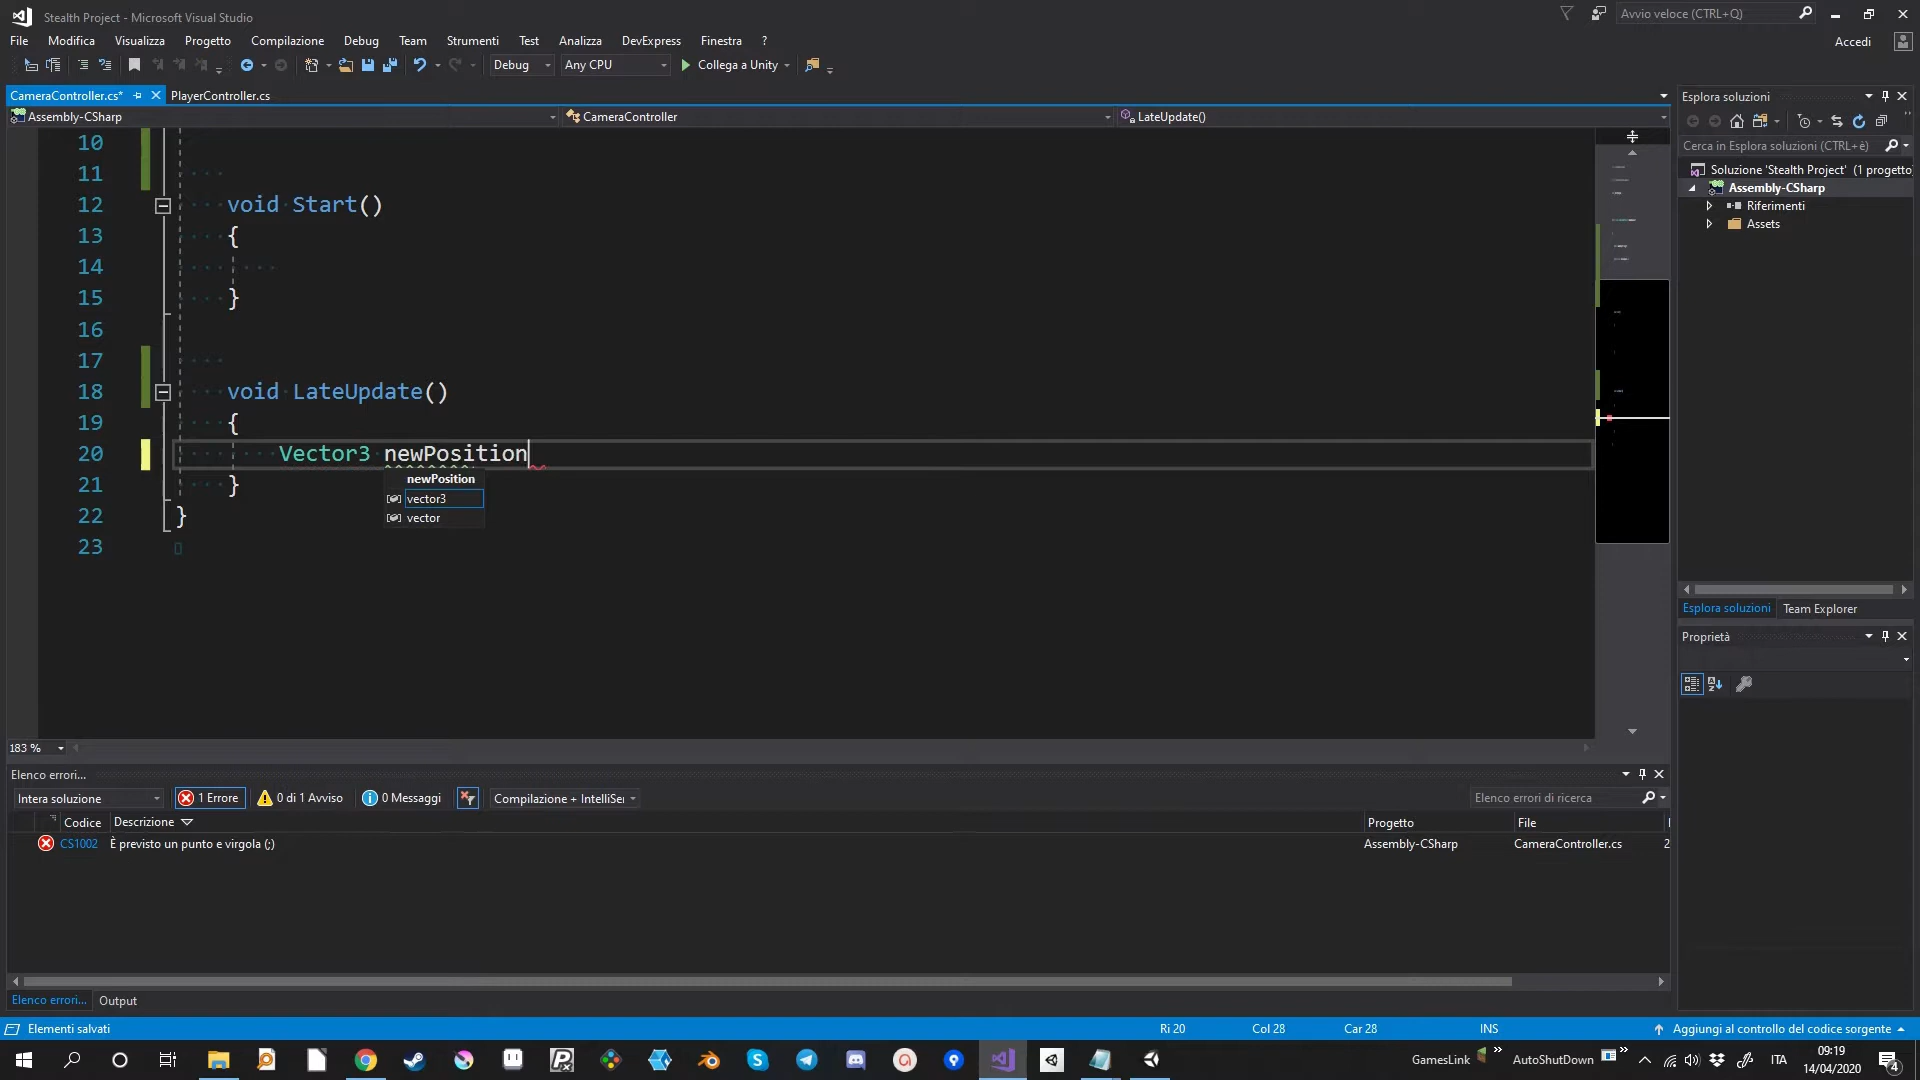 Stealth Project - Microsoft Visual Studio
Avvio veloce (CTRL+Q)
File Modifica Visualizza Progetto Compilazione Debug Team Strumenti Test Analizza DevExpress Finestra ?
Accedi
Debug Any CPU Collega a Unity
CameraController.cs* PlayerController.cs
Assembly-CSharp CameraController LateUpdate()
10
11
12 void Start()
13 {
14
15 }
16
17
18 void LateUpdate()
19 {
20 Vector3 newPosition
newPosition
21 }
vector3
vector
22 }
23
183 %
Esplora soluzioni
Cerca in Esplora soluzioni (CTRL+è)
Soluzione 'Stealth Project' (1 progetto)
Assembly-CSharp
Riferimenti
Assets
Esplora soluzioni Team Explorer
Proprietà
Elenco errori...
Intera soluzione 1 Errore 0 di 1 Avviso 0 Messaggi Compilazione + IntelliSen
Elenco errori di ricerca
Codice Descrizione Progetto File
CS1002 È previsto un punto e virgola (;) Assembly-CSharp CameraController.cs 2
Elenco errori... Output
Elementi salvati Ri 20 Col 28 Car 28 INS Aggiungi al controllo del codice sorgente
GamesLink » AutoShutDown » ITA
09:19
14/04/2020
4